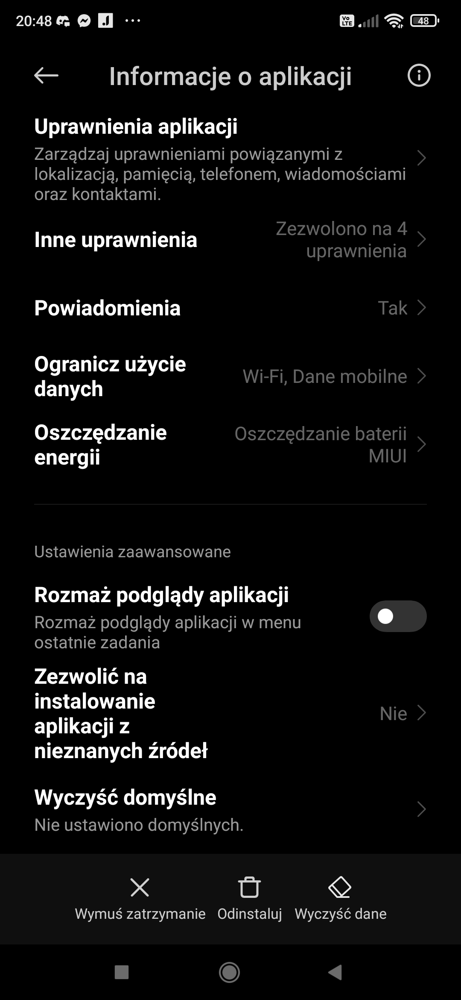 20:48
Vo LTE
48
Informacje o aplikacji
Uprawnienia aplikacji
Zarządzaj uprawnieniami powiązanymi z
lokalizacją, pamięcią, telefonem, wiadomościami
oraz kontaktami.
Inne uprawnienia
Zezwolono na 4
uprawnienia
Powiadomienia
Tak
Ogranicz użycie
danych
Wi-Fi, Dane mobilne
Oszczędzanie
energii
Oszczędzanie baterii
MIUI
Ustawienia zaawansowane
Rozmaż podglądy aplikacji
Rozmaż podglądy aplikacji w menu
ostatnie zadania
Zezwolić na
instalowanie
aplikacji z
nieznanych źródeł
Nie
Wyczyść domyślne
Nie ustawiono domyślnych.
Wymuś zatrzymanie
Odinstaluj
Wyczyść dane